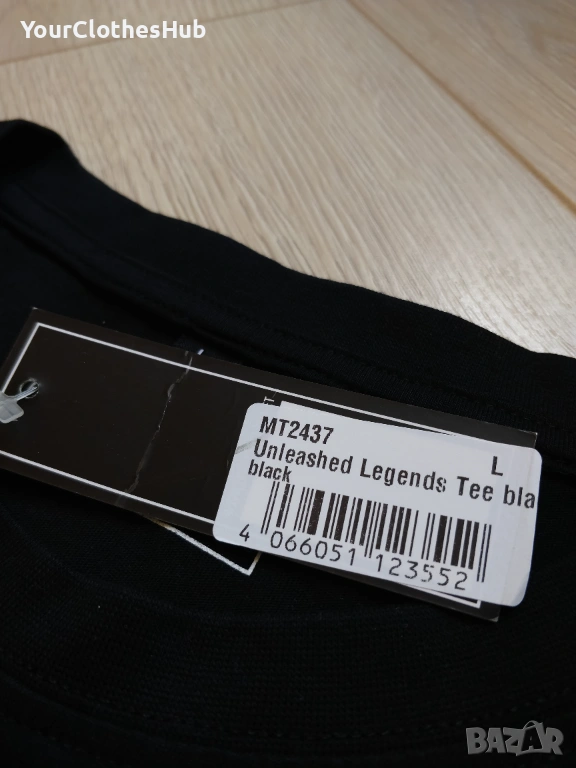 YourClothesHub
MT2437
L
Unleashed Legends Tee bla
black
4 066051 123552
BAZAR